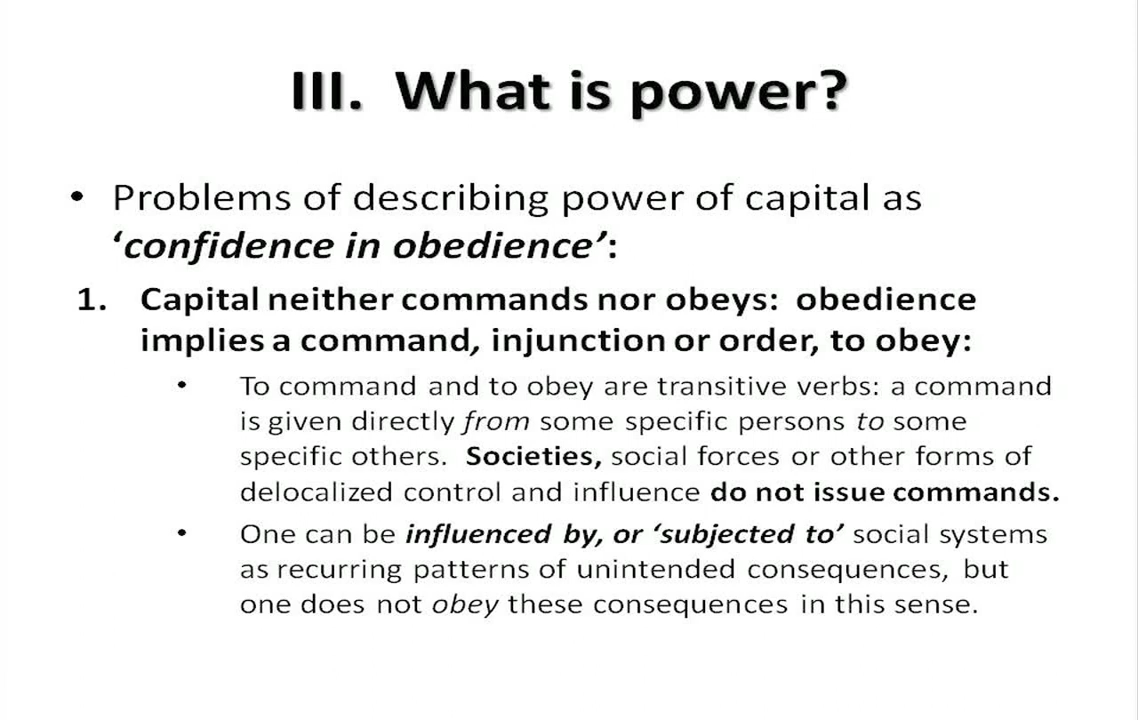 III. What is power?
• Problems of describing power of capital as
‘confidence in obedience’:
1. Capital neither commands nor obeys: obedience
implies a command, injunction or order, to obey:
• To command and to obey are transitive verbs: a command
is given directly from some specific persons to some
specific others. Societies, social forces or other forms of
delocalized control and influence do not issue commands.
• One can be influenced by, or ‘subjected to’ social systems
as recurring patterns of unintended consequences, but
one does not obey these consequences in this sense.